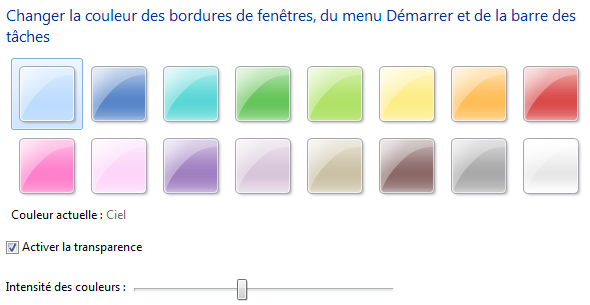 Changer la couleur des bordures de fenêtres, du menu Démarrer et de la barre des
tâches
Couleur actuelle : Ciel
Activer la transparence
Intensité des couleurs :